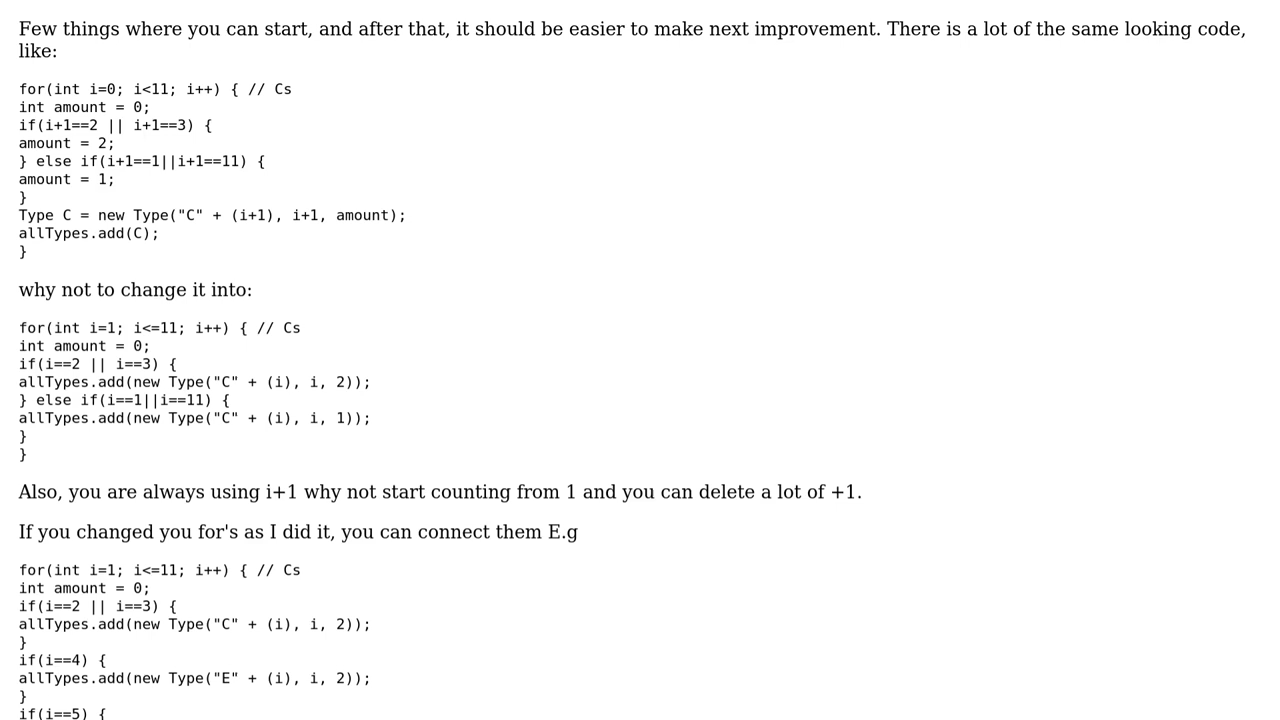 Few things where you can start, and after that, it should be easier to make next improvement. There is a lot of the same looking code,
like:
for(int i=0; i<11; i++) { // Cs
int amount = 0;
if(i+1==2 || i+1==3) {
amount = 2;
} else if(i+1==1||i+1==11) {
amount = 1;
}
Type C = new Type("C" + (i+1), i+1, amount);
allTypes.add(C);
}
why not to change it into:
for(int i=1; i<=11; i++) { // Cs
int amount = 0;
if(i==2 || i==3) {
allTypes.add(new Type("C" + (i), i, 2));
} else if(i==1||i==11) {
allTypes.add(new Type("C" + (i), i, 1));
}
}
Also, you are always using i+1 why not start counting from 1 and you can delete a lot of +1.
If you changed you for's as I did it, you can connect them E.g
for(int i=1; i<=11; i++) { // Cs
int amount = 0;
if(i==2 || i==3) {
allTypes.add(new Type("C" + (i), i, 2));
}
if(i==4) {
allTypes.add(new Type("E" + (i), i, 2));
}
if(i==5) {